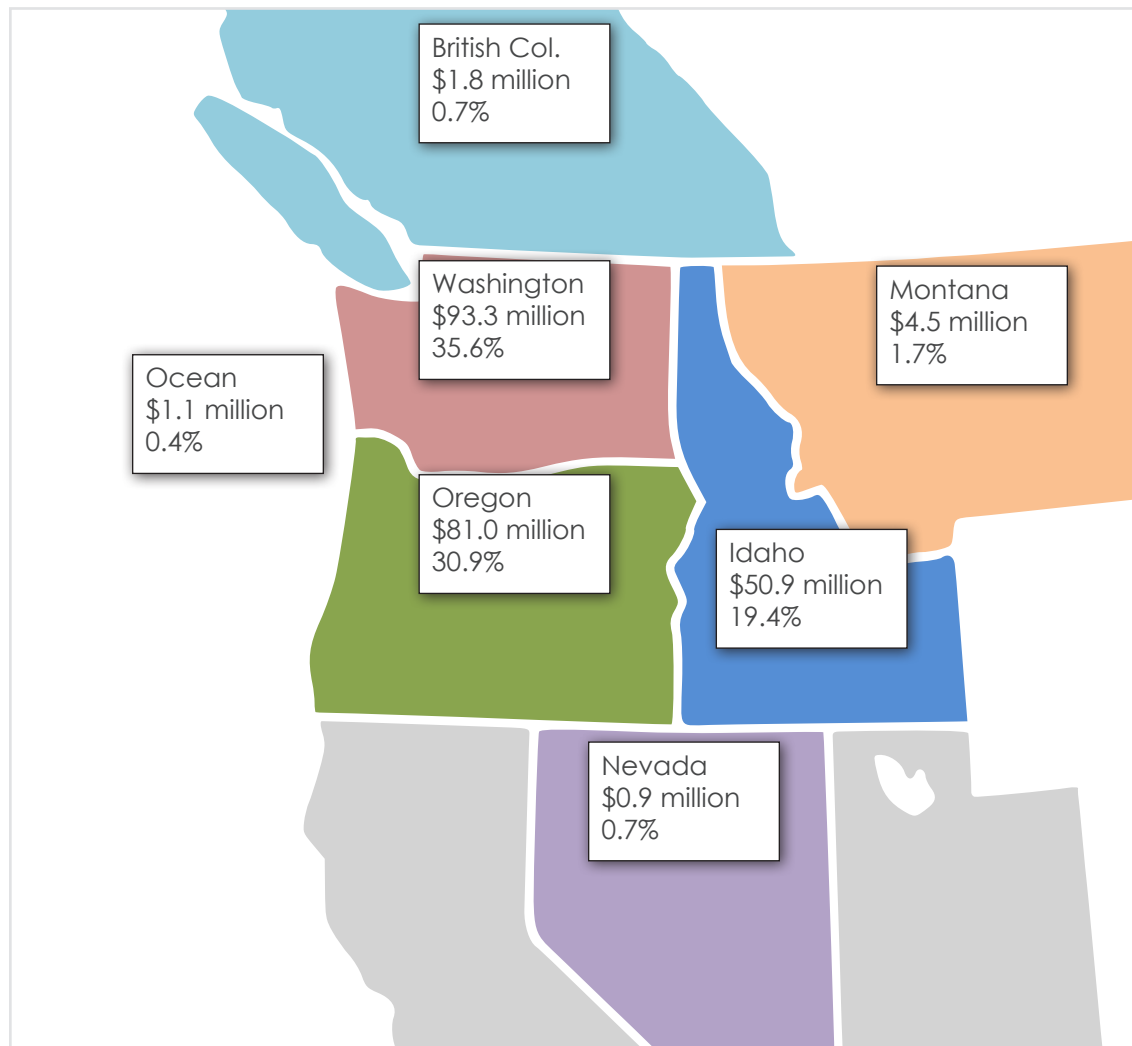 British Col.
$1.8 million
0.7%
Washington
$93.3 million
35.6%
Montana
$4.5 million
1.7%
Ocean
$1.1 million
0.4%
Oregon
$81.0 million
30.9%
Idaho
$50.9 million
19.4%
Nevada
$0.9 million
0.7%